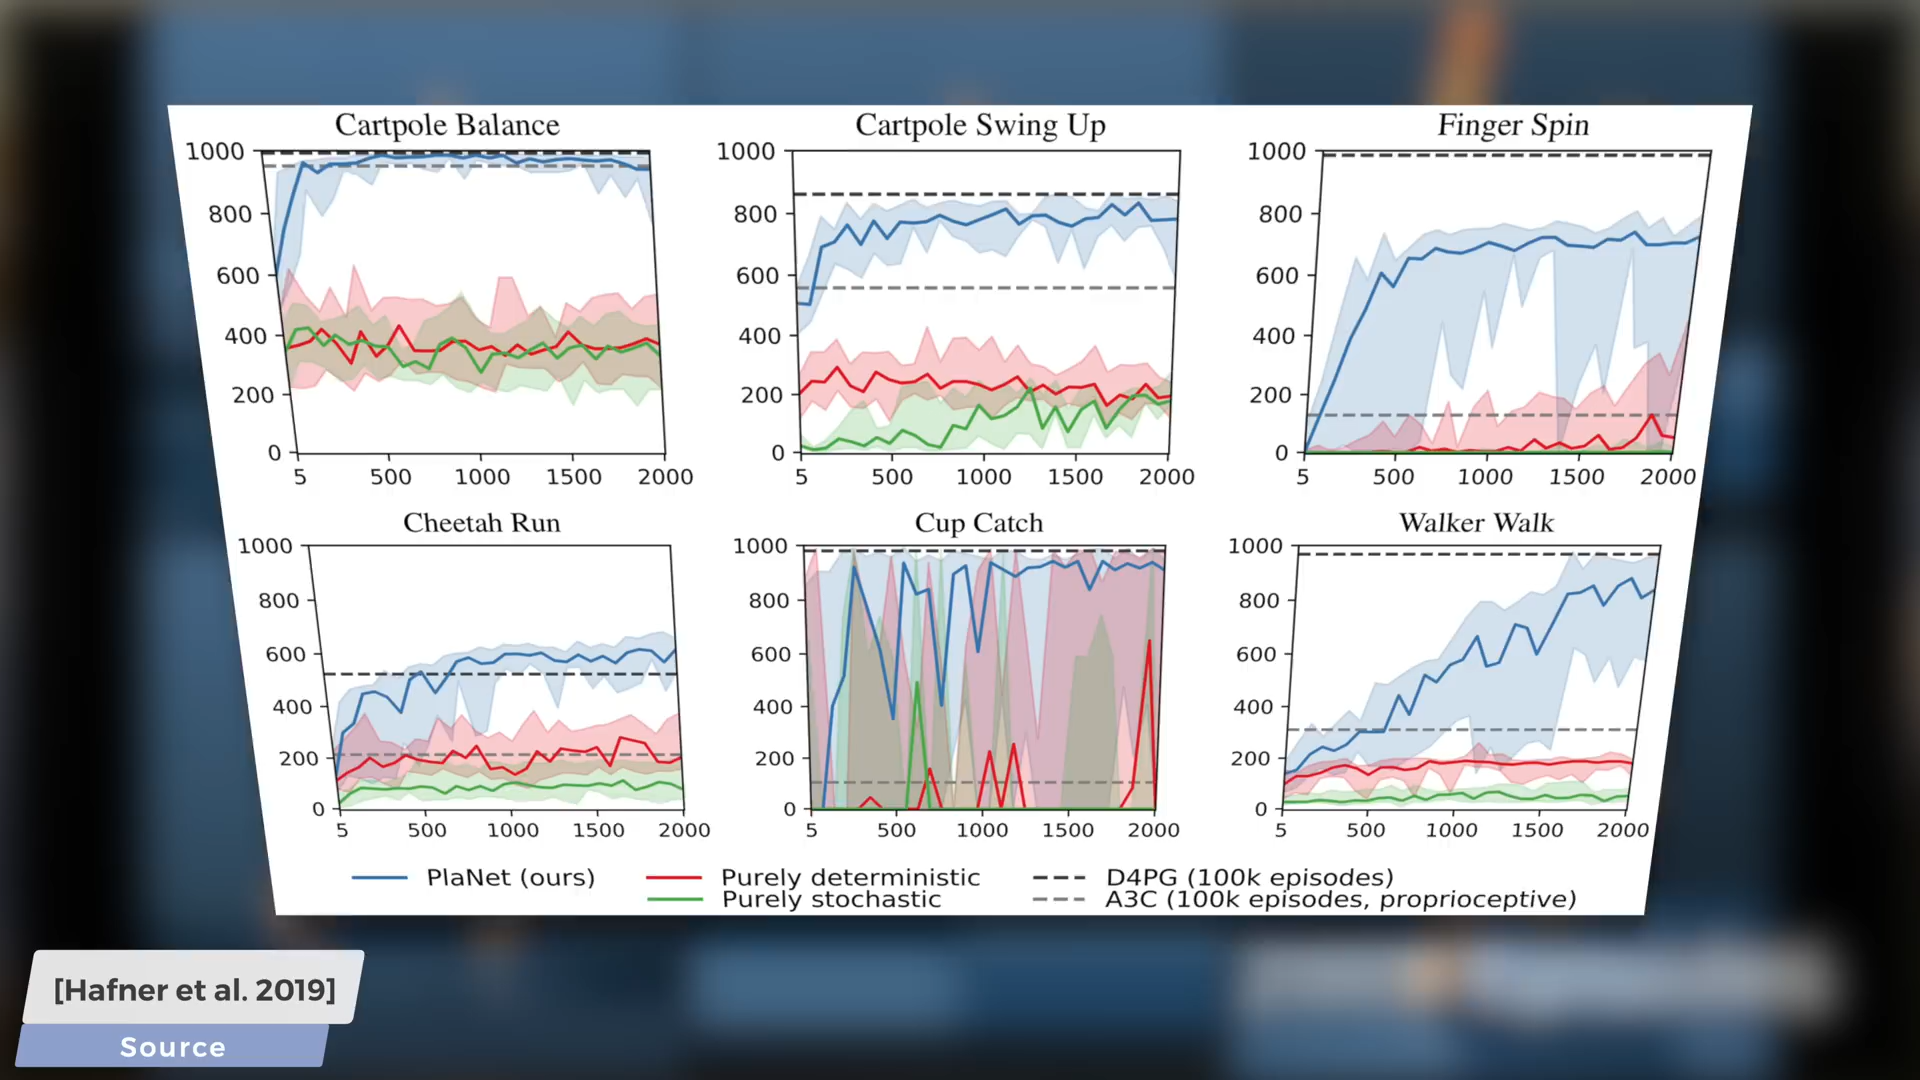 Cartpole Balance
1000
800
600
400
200
0
5 500 1000 1500 2000
Cartpole Swing Up
1000
800
600
400
200
0
5 500 1000 1500 2000
Finger Spin
1000
800
600
400
200
0
5 500 1000 1500 2000
Cheetah Run
1000
800
600
400
200
0
5 500 1000 1500 2000
Cup Catch
1000
800
600
400
200
0
5 500 1000 1500 2000
Walker Walk
1000
800
600
400
200
0
5 500 1000 1500 2000
PlaNet (ours)
Purely deterministic
Purely stochastic
D4PG (100k episodes)
A3C (100k episodes, proprioceptive)
[Hafner et al. 2019]
Source